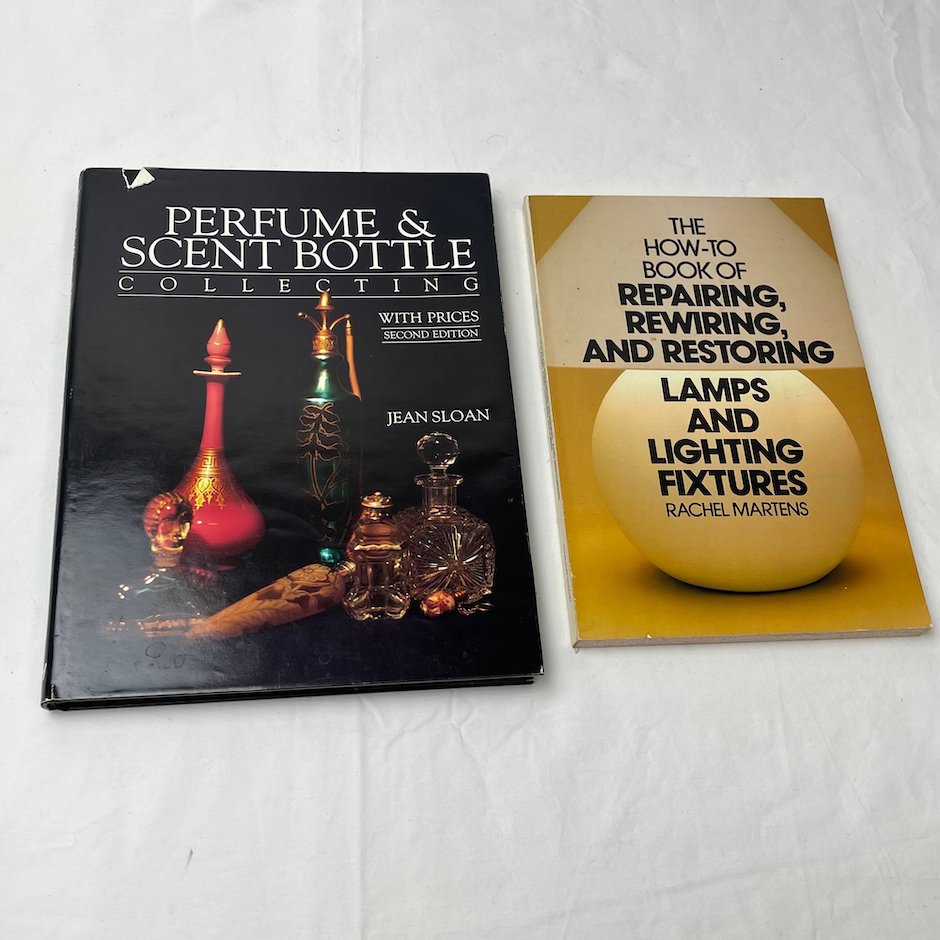 PERFUME &
SCENT BOTTLE
COLLECTING
WITH PRICES
SECOND EDITION
JEAN SLOAN
THE
HOW-TO
BOOK OF
REPAIRING,
REWIRING,
AND RESTORING
LAMPS
AND
LIGHTING
FIXTURES
RACHEL MARTENS